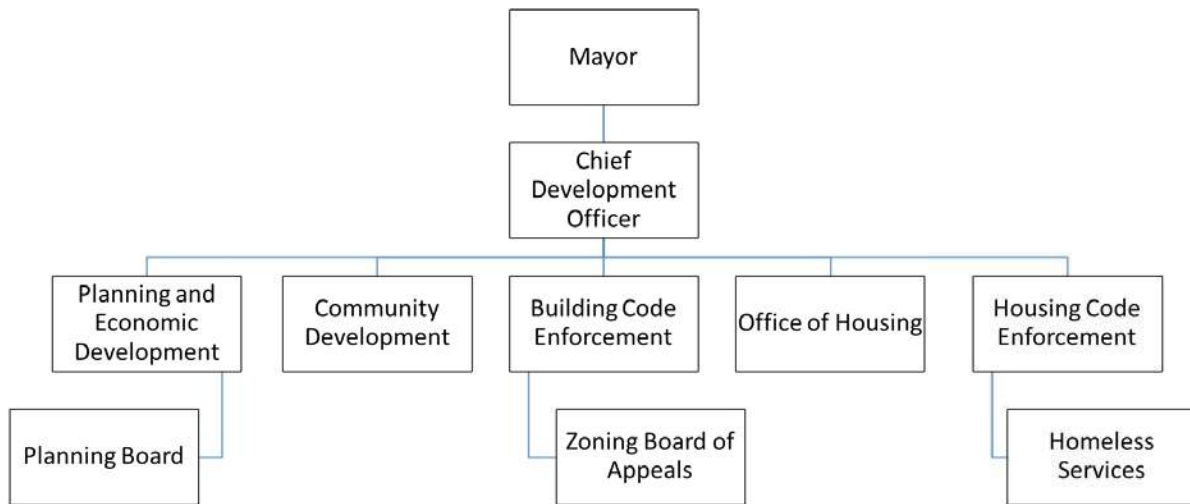 Mayor
Chief
Development
Officer
Planning and
Economic
Development
Community
Development
Building Code
Enforcement
Office of Housing
Housing Code
Enforcement
Planning Board
Zoning Board of
Appeals
Homeless
Services